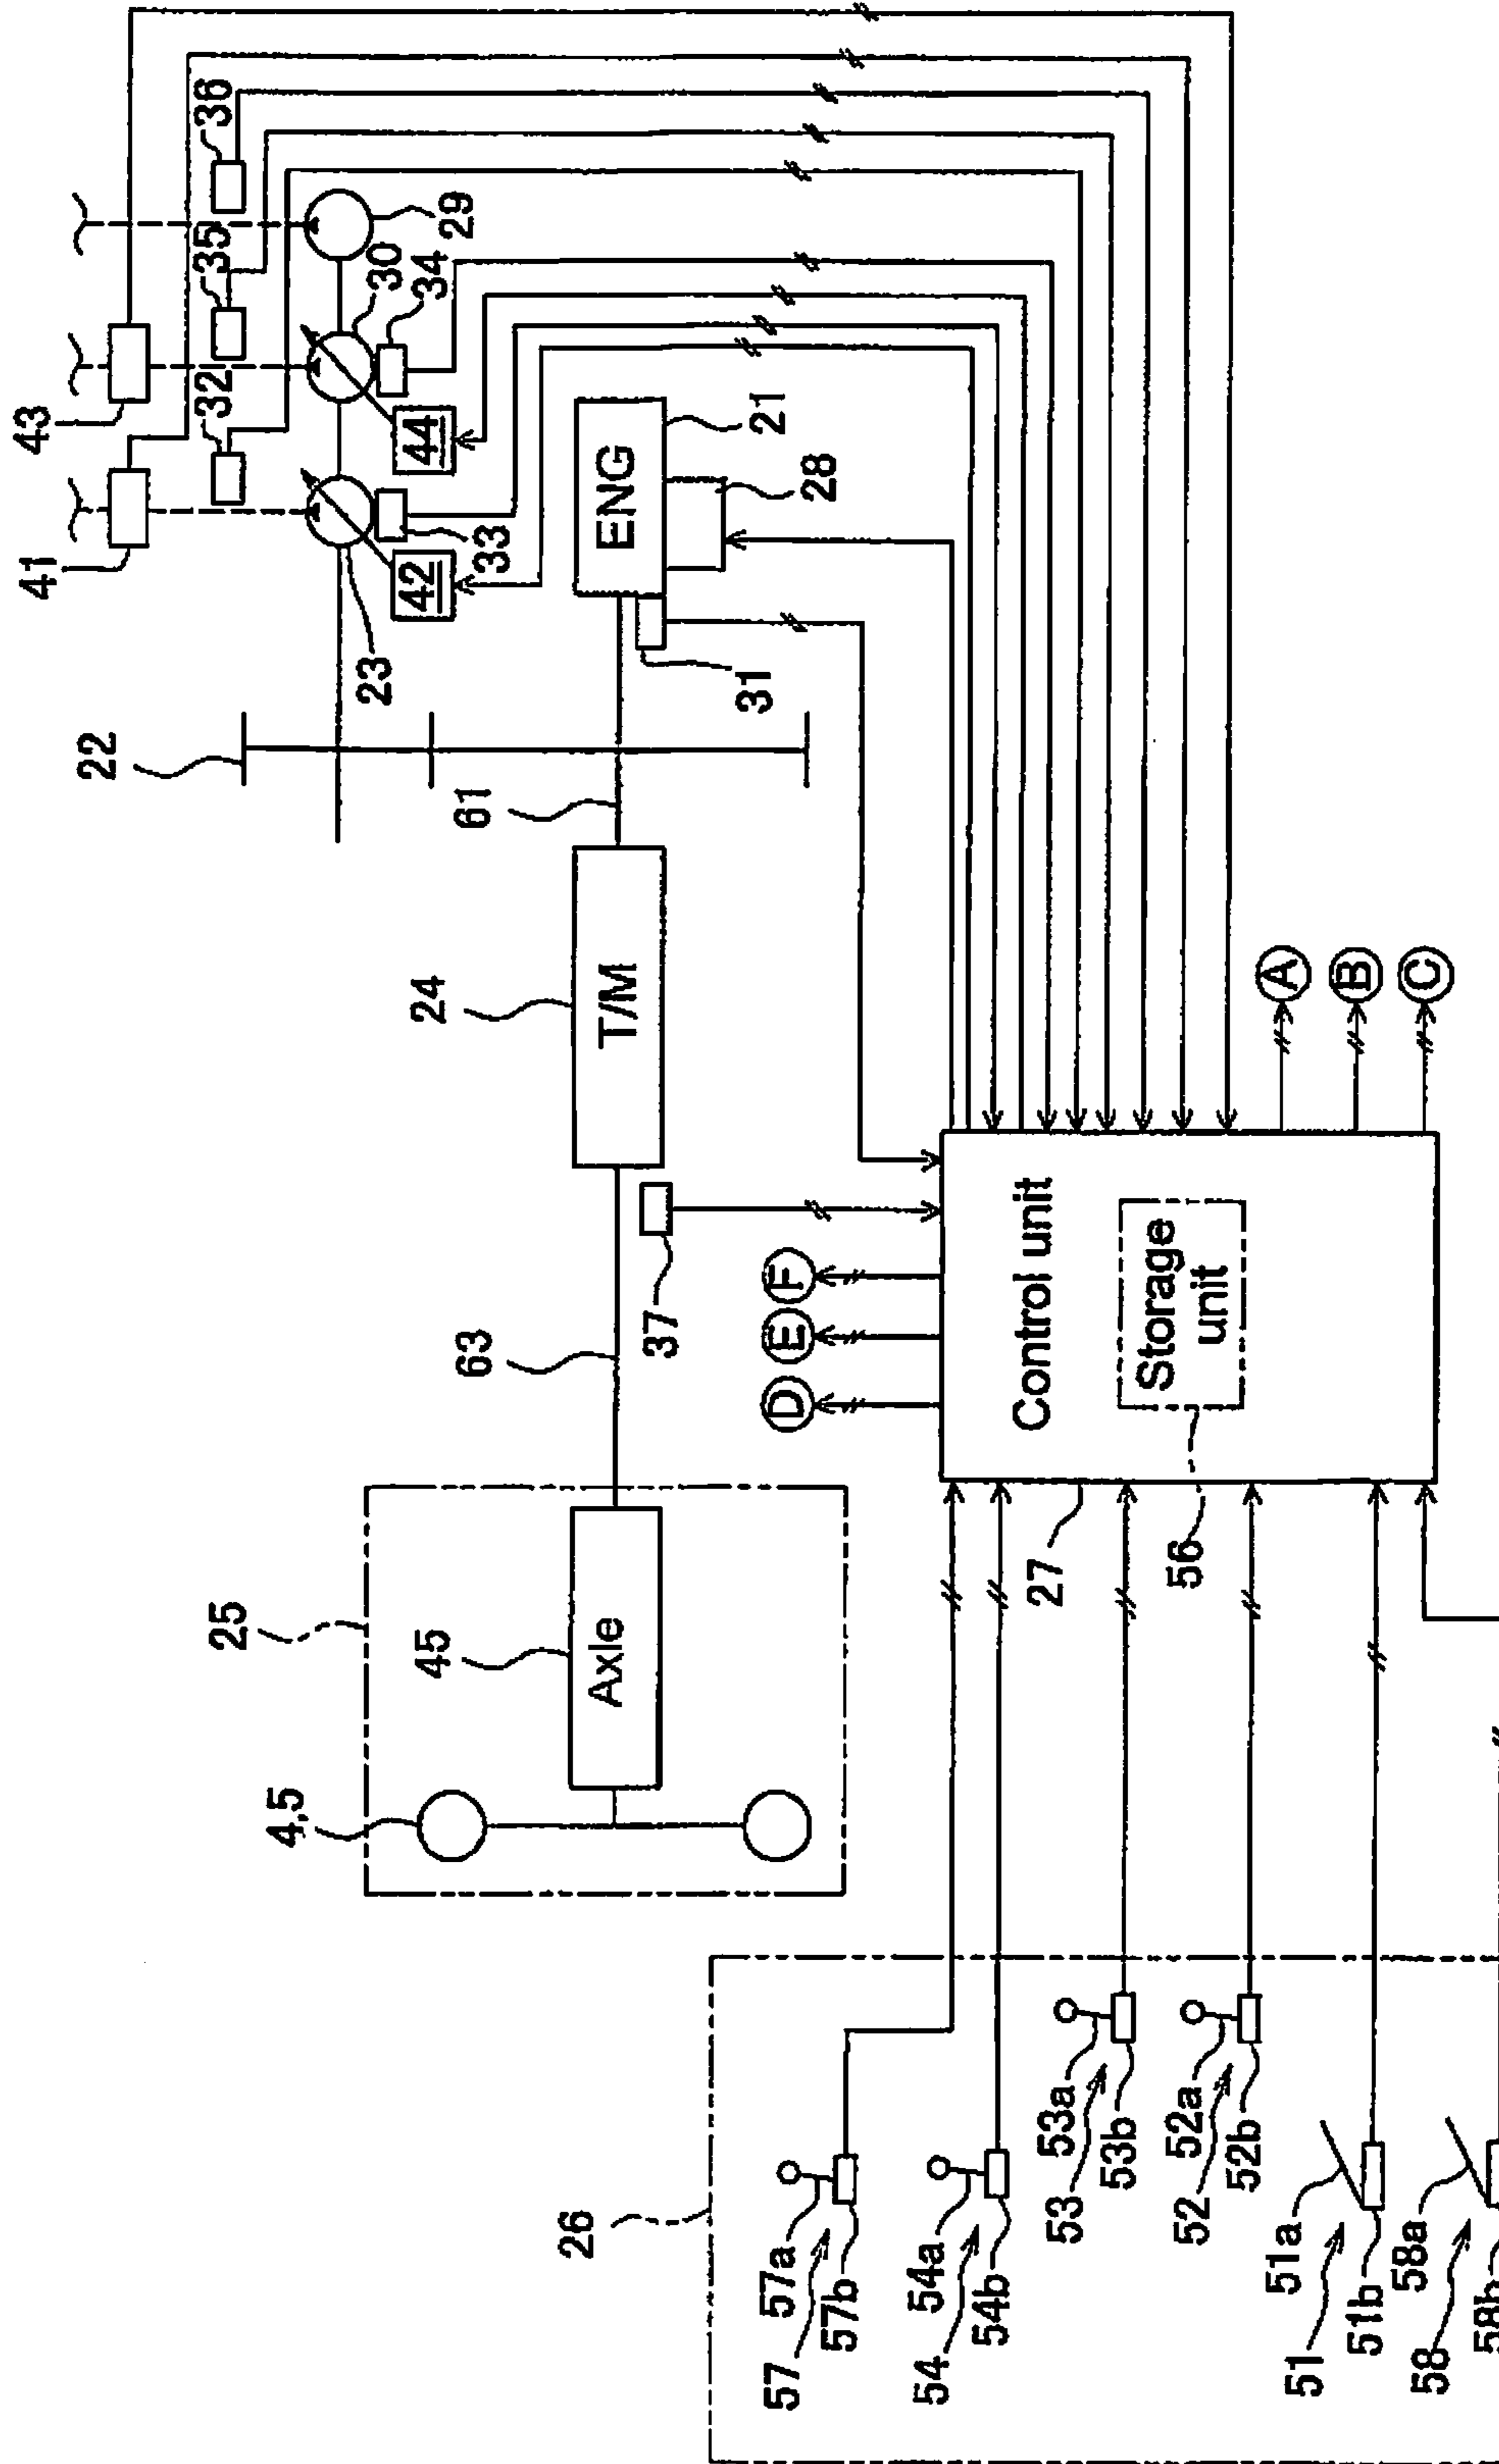 26
57a
57
57b
54a
54
54b
53a
53
53b
52a
52
52b
51a
51
51b
58a
58
58b
4,5
25
45
Axle
63
37
24
T/M
61
22
D
E
F
27
Control unit
56
Storage
unit
A
B
C
41
43
32
35
36
23
42
33
44
34
30
29
31
ENG
21
28